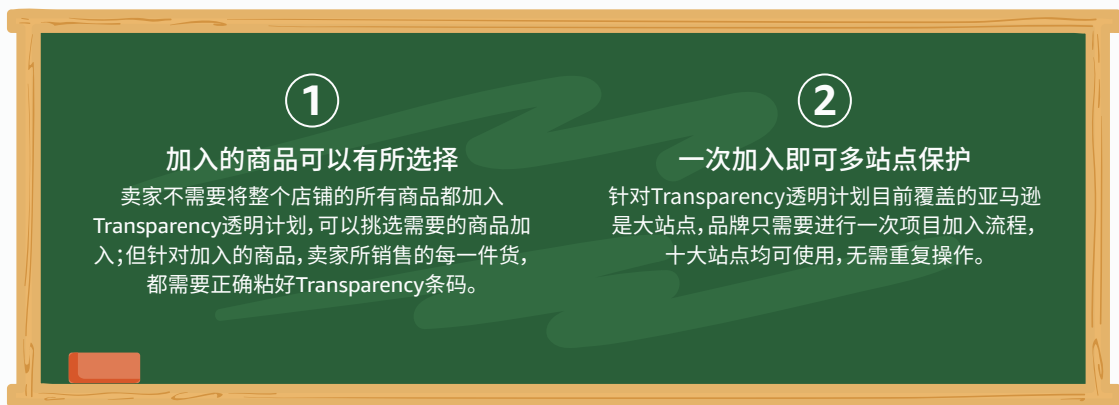 1
加入的商品可以有所选择
卖家不需要将整个店铺的所有商品都加入
Transparency透明计划,可以挑选需要的商品加
入;但针对加入的商品,卖家所销售的每一件货,
都需要正确粘好Transparency条码。
2
一次加入即可多站点保护
针对Transparency透明计划目前覆盖的亚马逊
是大站点,品牌只需要进行一次项目加入流程,
十大站点均可使用,无需重复操作。